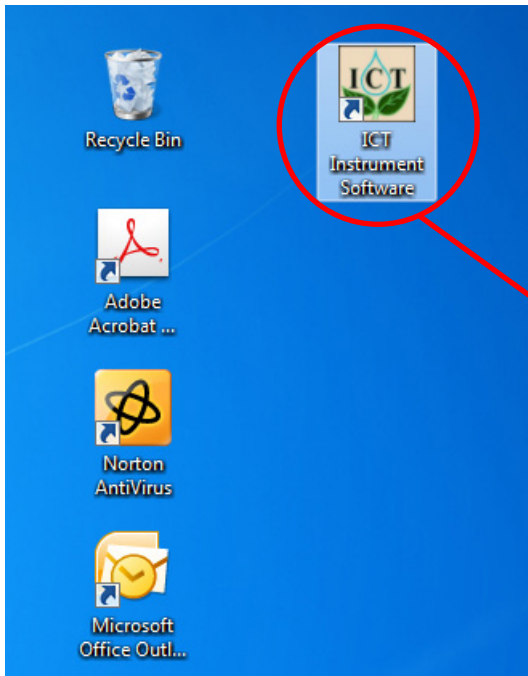 Recycle Bin
ICT
ICT
Instrument
Software
Adobe
Acrobat ...
Norton
AntiVirus
Microsoft
Office Outl...